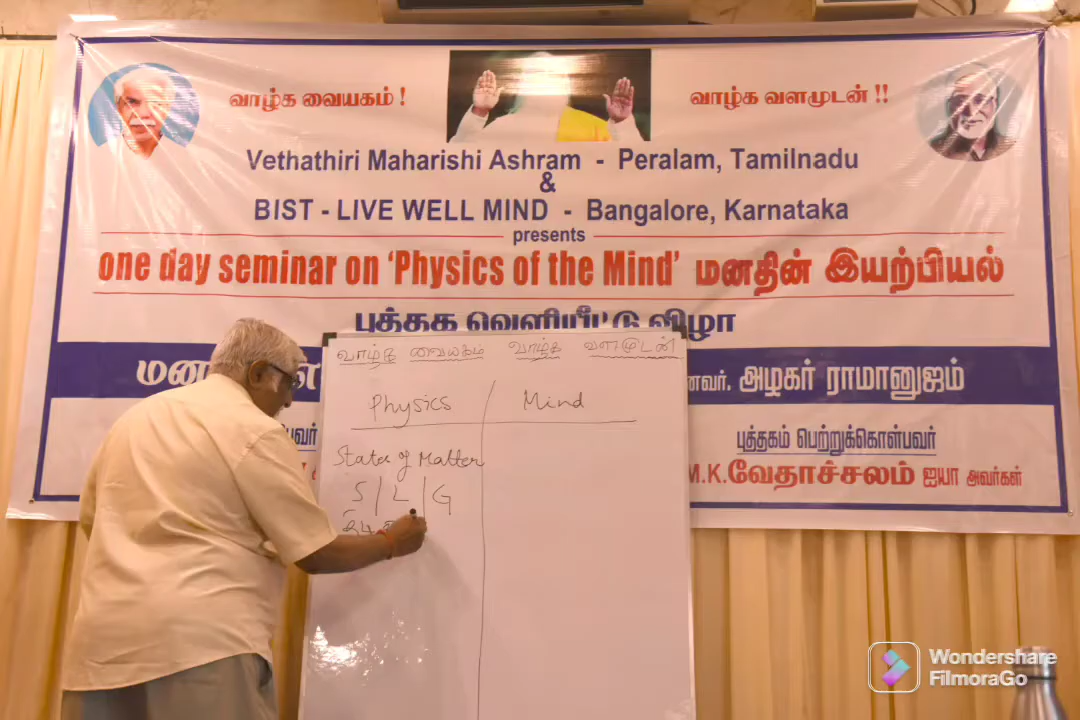 வாழ்க வையகம் !
வாழ்க வளமுடன் !!
Vethathiri Maharishi Ashram - Peralam, Tamilnadu
&
BIST - LIVE WELL MIND - Bangalore, Karnataka
presents
one day seminar on 'Physics of the Mind' மனதின் இயற்பியல்
புத்தக வெளியீட்டு விழா
அழகர் ராமானுஜம்
புத்தகம் பெற்றுக்கொள்பவர்
M.K.வேதாச்சலம் ஐயா அவர்கள்
வாழ்க வையகம் வாழ்க வளமுடன்
Physics / Mind
States of Matter
S | L | G
Wondershare
FilmoraGo